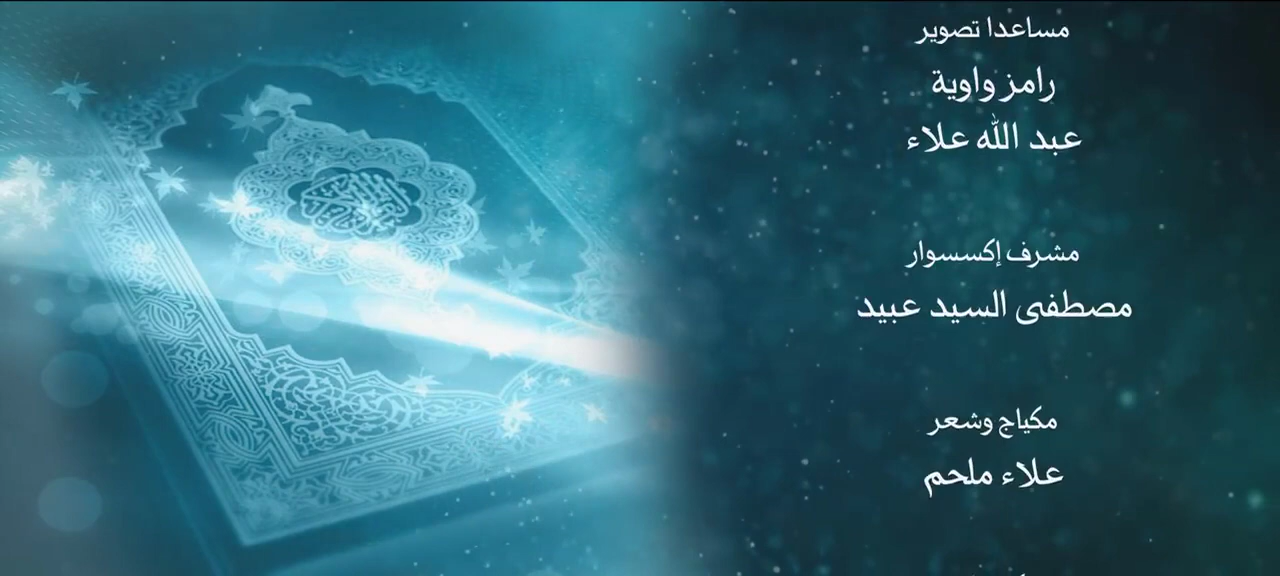 مساعدا تصوير
رامز واوية
عبد الله علاء
مشرف إكسسوار
مصطفى السيد عبيد
مكياج وشعر
علاء ملحم